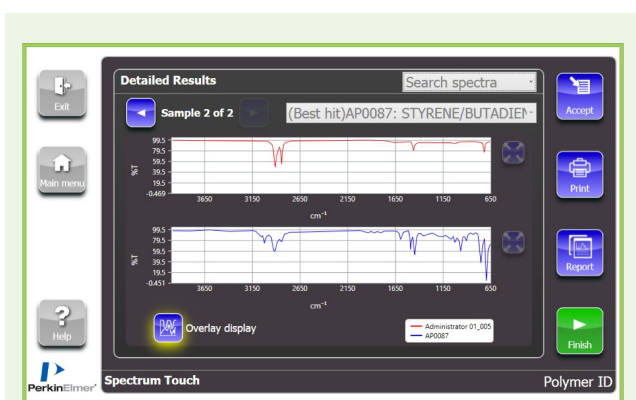 Detailed Results
Search spectra
Exit
Sample 2 of 2
(Best hit)AP0087: STYRENE/BUTADIEN
Accept
99.5
79.5
59.5
39.5
19.5
-0.469
%T
3650 3150 2650 2150 1650 1150 650
cm⁻¹
Main menu
Print
99.5
79.5
59.5
39.5
19.5
-0.451
%T
3650 3150 2650 2150 1650 1150 650
cm⁻¹
Report
Help
Overlay display
Administrator 01_005
AP0087
Finish
PerkinElmer
Spectrum Touch
Polymer ID